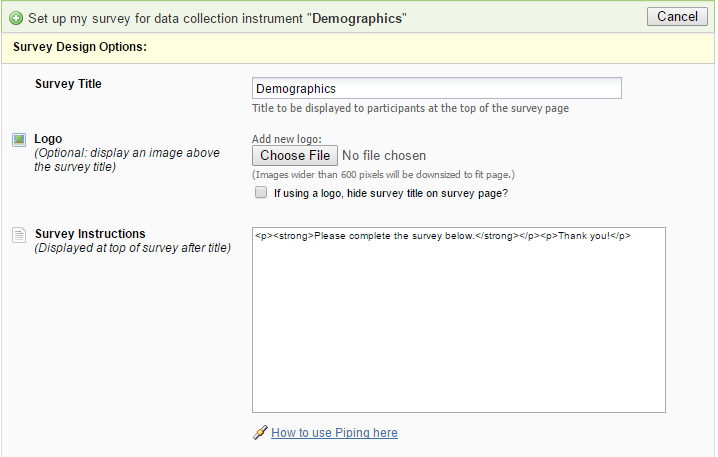 Set up my survey for data collection instrument "Demographics"
Cancel
Survey Design Options:
Survey Title
Demographics
Title to be displayed to participants at the top of the survey page
Logo
(Optional: display an image above
the survey title)
Add new logo:
Choose File No file chosen
(Images wider than 600 pixels will be downsized to fit page.)
If using a logo, hide survey title on survey page?
Survey Instructions
(Displayed at top of survey after title)
<p><strong>Please complete the survey below.</strong></p><p>Thank you!</p>
How to use Piping here